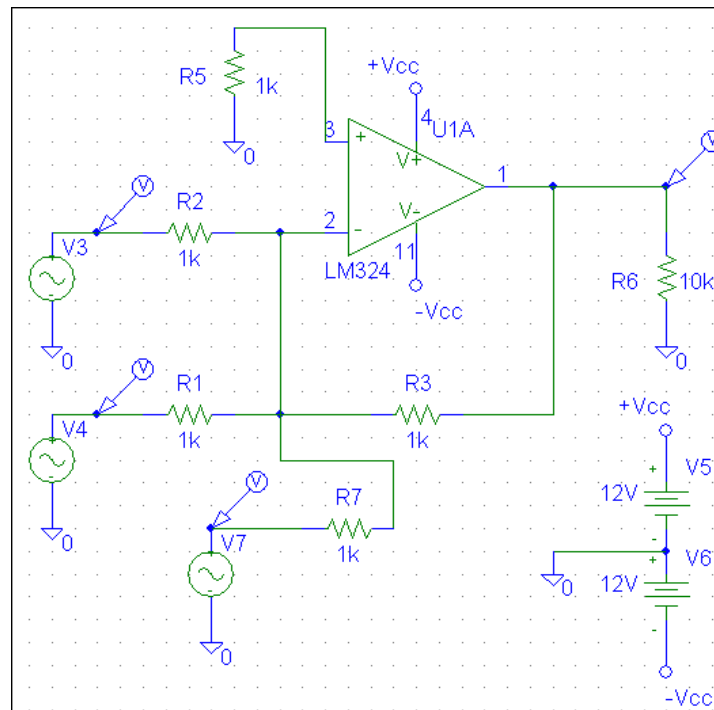 +Vcc
R5
1k
4
U1A
0
3
+
V+
1
V
V
R2
V-
2
-
V3
1k
11
LM324
R6
10k
+
-
-Vcc
0
0
V
R1
R3
+Vcc
V4
1k
1k
+
-
V
R7
+
V5
12V
0
1k
-
V7
+
V6
+
-
0
12V
-
0
-Vcc